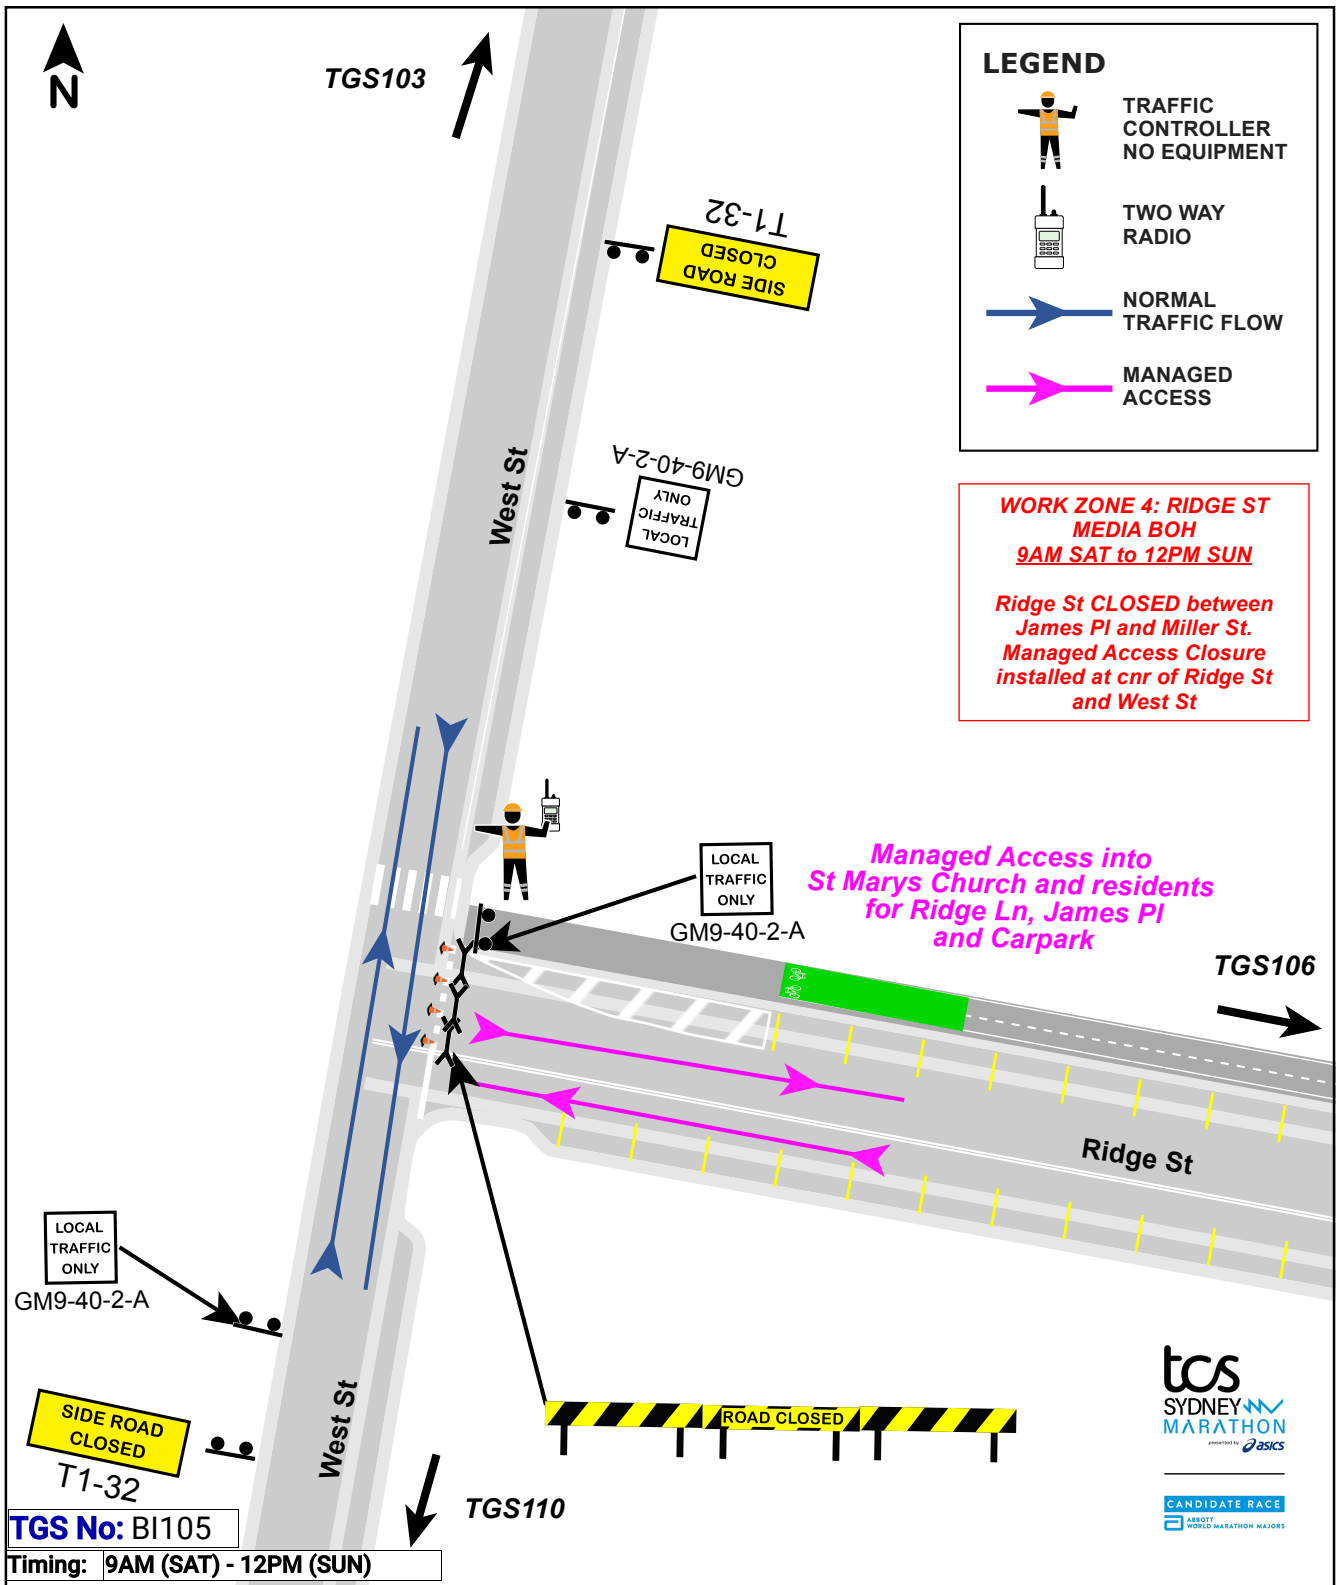 N
TGS103
LEGEND
TRAFFIC
CONTROLLER
NO EQUIPMENT
TWO WAY
RADIO
NORMAL
TRAFFIC FLOW
MANAGED
ACCESS
T1-32
SIDE ROAD
CLOSED
West St
GM9-40-2-A
LOCAL
TRAFFIC
ONLY
WORK ZONE 4: RIDGE ST
MEDIA BOH
9AM SAT to 12PM SUN
Ridge St CLOSED between
James Pl and Miller St.
Managed Access Closure
installed at cnr of Ridge St
and West St
LOCAL
TRAFFIC
ONLY
GM9-40-2-A
Managed Access into
St Marys Church and residents
for Ridge Ln, James Pl
and Carpark
TGS106
Ridge St
LOCAL
TRAFFIC
ONLY
GM9-40-2-A
SIDE ROAD
CLOSED
T1-32
West St
ROAD CLOSED
TGS110
tcs
SYDNEY
MARATHON
presented by asics
CANDIDATE RACE
ABBOTT
WORLD MARATHON MAJORS
TGS No: BI105
Timing: 9AM (SAT) - 12PM (SUN)